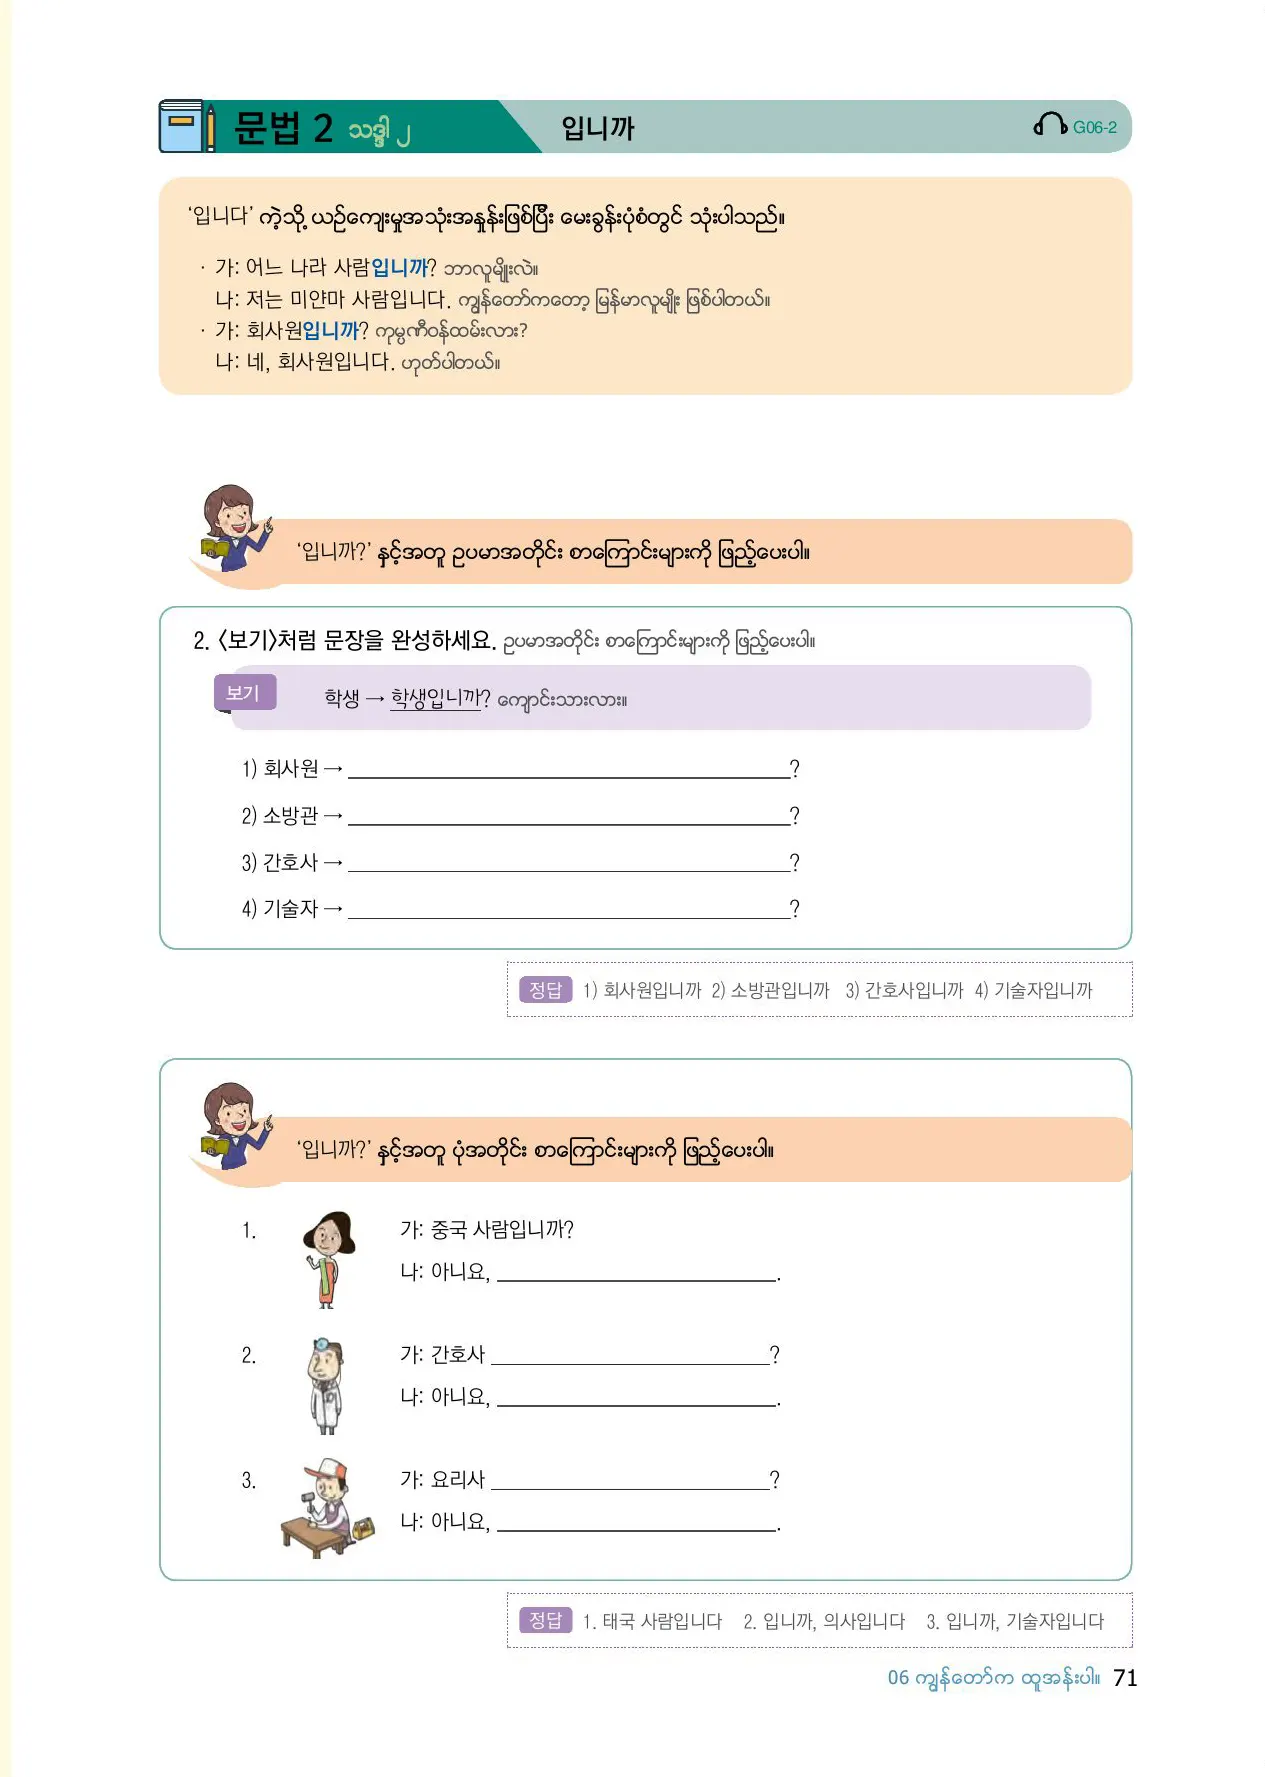 문법 2 သဒ္ဒါ ၂ 입니까 G06-2
‘입니다’ ကဲ့သို့ ယဉ်ကျေးမှုအသုံးအနှုန်းဖြစ်ပြီး မေးခွန်းပုံစံတွင် သုံးပါသည်။
· 가: 어느 나라 사람입니까? ဘာလူမျိုးလဲ။
나: 저는 미얀마 사람입니다. ကျွန်တော်ကတော့ မြန်မာလူမျိုး ဖြစ်ပါတယ်။
· 가: 회사원입니까? ကုမ္ပဏီဝန်ထမ်းလား?
나: 네, 회사원입니다. ဟုတ်ပါတယ်။
‘입니까?’ နှင့်အတူ ဥပမာအတိုင်း စာကြောင်းများကို ဖြည့်ပေးပါ။
2. <보기>처럼 문장을 완성하세요. ဥပမာအတိုင်း စာကြောင်းများကို ဖြည့်ပေးပါ။
보기 학생 → 학생입니까? ကျောင်းသားလား။
1) 회사원 → ?
2) 소방관 → ?
3) 간호사 → ?
4) 기술자 → ?
정답 1) 회사원입니까 2) 소방관입니까 3) 간호사입니까 4) 기술자입니까
‘입니까?’ နှင့်အတူ ပုံအတိုင်း စာကြောင်းများကို ဖြည့်ပေးပါ။
1. 가: 중국 사람입니까?
나: 아니요, .
2. 가: 간호사 ?
나: 아니요, .
3. 가: 요리사 ?
나: 아니요, .
정답 1. 태국 사람입니다 2. 입니까, 의사입니다 3. 입니까, 기술자입니다
06 ကျွန်တော်က ထူအန်းပါ။ 71